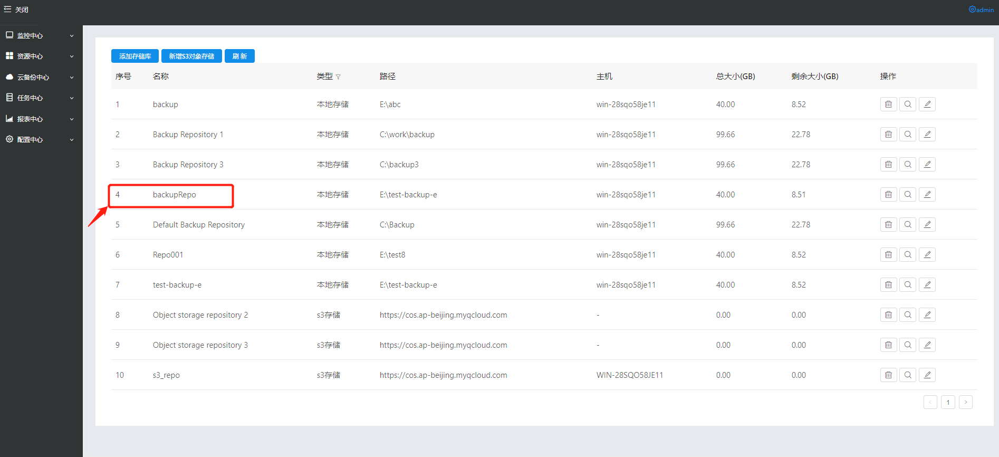 关闭
admin
监控中心
资源中心
云备份中心
任务中心
报表中心
配置中心
添加存储库 新增S3对象存储 刷 新
序号 名称 类型 路径 主机 总大小(GB) 剩余大小(GB) 操作
1 backup 本地存储 E:\abc win-28sqo58je11 40.00 8.52
2 Backup Repository 1 本地存储 C:\work\backup win-28sqo58je11 99.66 22.78
3 Backup Repository 3 本地存储 C:\backup3 win-28sqo58je11 99.66 22.78
4 backupRepo 本地存储 E:\test-backup-e win-28sqo58je11 40.00 8.51
5 Default Backup Repository 本地存储 C:\Backup win-28sqo58je11 99.66 22.78
6 Repo001 本地存储 E:\test8 win-28sqo58je11 40.00 8.52
7 test-backup-e 本地存储 E:\test-backup-e win-28sqo58je11 40.00 8.52
8 Object storage repository 2 s3存储 https://cos.ap-beijing.myqcloud.com - 0.00 0.00
9 Object storage repository 3 s3存储 https://cos.ap-beijing.myqcloud.com - 0.00 0.00
10 s3_repo s3存储 https://cos.ap-beijing.myqcloud.com WIN-28SQO58JE11 0.00 0.00
1